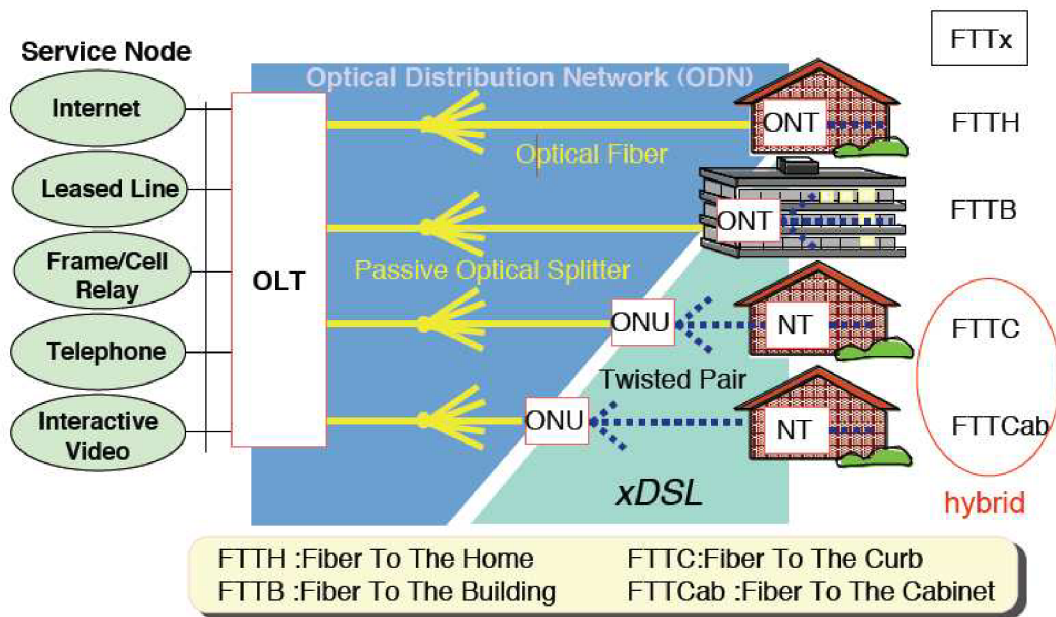 Service Node
Internet
Leased Line
Frame/Cell
Relay
Telephone
Interactive
Video
OLT
Optical Distribution Network (ODN)
Optical Fiber
Passive Optical Splitter
ONT
ONT
ONU
NT
Twisted Pair
ONU
NT
xDSL
FTTx
FTTH
FTTB
FTTC
FTTCab
hybrid
FTTH :Fiber To The Home
FTTB :Fiber To The Building
FTTC:Fiber To The Curb
FTTCab :Fiber To The Cabinet